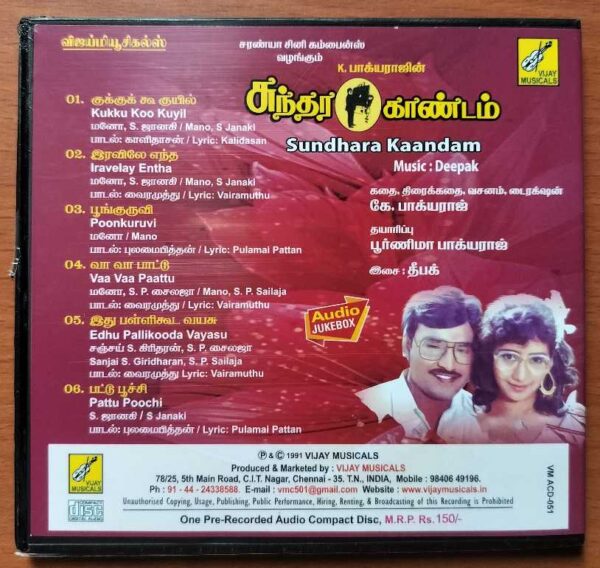 விஜய்மியூசிகல்ஸ்
சரண்யா சினி கம்பைன்ஸ்
வழங்கும்
K. பாக்யராஜின்
சுந்தர காண்டம்
Sundhara Kaandam
Music : Deepak
VIJAY
MUSICALS
01. குக்குக் கூ குயில்
Kukku Koo Kuyil
மனோ, S. ஜானகி / Mano, S Janaki
பாடல்: காளிதாசன் / Lyric: Kalidasan
02. இரவிலே எந்த
Iravelay Entha
மனோ, S. ஜானகி / Mano, S Janaki
பாடல்: வைரமுத்து / Lyric: Vairamuthu
03. பூங்குருவி
Poonkuruvi
மனோ / Mano
பாடல்: புலமைபித்தன் / Lyric: Pulamai Pattan
04. வா வா பாட்டு
Vaa Vaa Paattu
மனோ, S. P. சைலஜா / Mano, S. P. Sailaja
பாடல்: வைரமுத்து / Lyric: Vairamuthu
05. இது பள்ளிகூட வயசு
Edhu Pallikooda Vayasu
சஞ்சய் S. கிரிதரன், S. P. சைலஜா
Sanjai S. Giridharan, S. P. Sailaja
பாடல்: வைரமுத்து Lyric: Vairamuthu
06. பட்டு பூச்சி
Pattu Poochi
S. ஜானகி / S Janaki
பாடல்: புலமைபித்தன் / Lyric: Pulamai Pattan
கதை, திரைக்கதை, வசனம், டைரக்ஷன்
கே. பாக்யராஜ்
தயாரிப்பு
பூர்ணிமா பாக்யராஜ்
இசை : தீபக்
Audio
JUKEBOX
VIJAY
MUSICALS
COMPACT
disc
DIGITAL AUDIO
℗ & © 1991 VIJAY MUSICALS
Produced & Marketed by : VIJAY MUSICALS
78/25, 5th Main Road, C.I.T. Nagar, Chennai - 35. T.N., INDIA, Mobile : 98406 49196.
Ph : 91 - 44 - 24338588. E-mail : vmc501@gmail.com Website : www.vijaymusicals.in
Unauthorised Copying, Usage, Publishing, Public Performance, Hiring, Renting, & Broadcasting of this Recording is Prohibited
One Pre-Recorded Audio Compact Disc, M.R.P. Rs.150/-
VM ACD-051